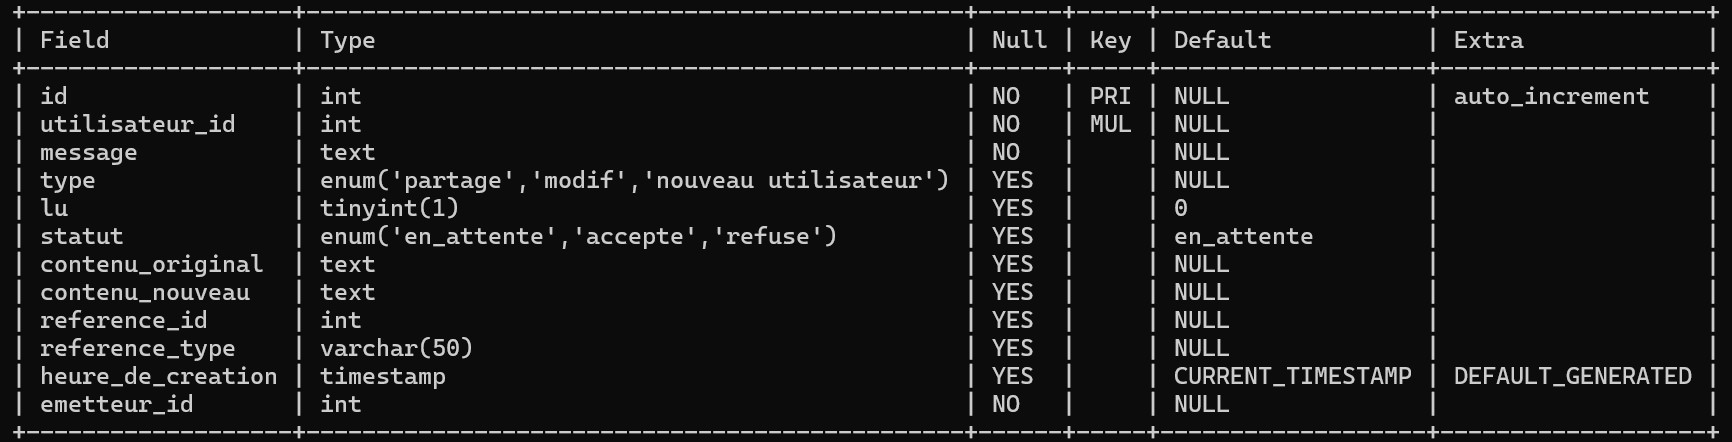 +-------------------+-----------------------------------------------+------+-----+-------------------+-------------------+
| Field             | Type                                          | Null | Key | Default           | Extra             |
+-------------------+-----------------------------------------------+------+-----+-------------------+-------------------+
| id                | int                                           | NO   | PRI | NULL              | auto_increment    |
| utilisateur_id    | int                                           | NO   | MUL | NULL              |                   |
| message           | text                                          | NO   |     | NULL              |                   |
| type              | enum('partage','modif','nouveau utilisateur') | YES  |     | NULL              |                   |
| lu                | tinyint(1)                                    | YES  |     | 0                 |                   |
| statut            | enum('en_attente','accepte','refuse')         | YES  |     | en_attente        |                   |
| contenu_original  | text                                          | YES  |     | NULL              |                   |
| contenu_nouveau   | text                                          | YES  |     | NULL              |                   |
| reference_id      | int                                           | YES  |     | NULL              |                   |
| reference_type    | varchar(50)                                   | YES  |     | NULL              |                   |
| heure_de_creation | timestamp                                     | YES  |     | CURRENT_TIMESTAMP | DEFAULT_GENERATED |
| emetteur_id       | int                                           | NO   |     | NULL              |                   |
+-------------------+-----------------------------------------------+------+-----+-------------------+-------------------+